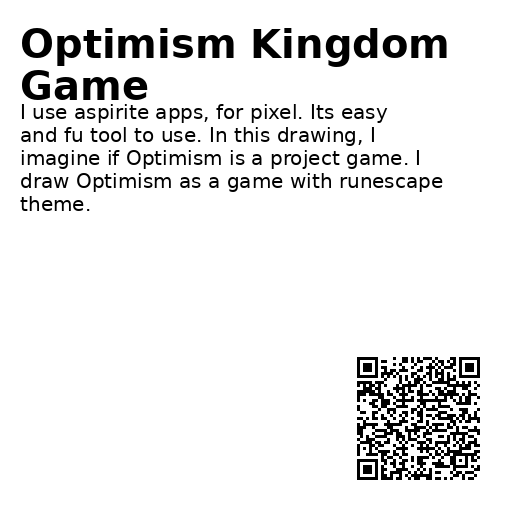 Optimism Kingdom
Game
I use aspirite apps, for pixel. Its easy
and fu tool to use. In this drawing, I
imagine if Optimism is a project game. I
draw Optimism as a game with runescape
theme.